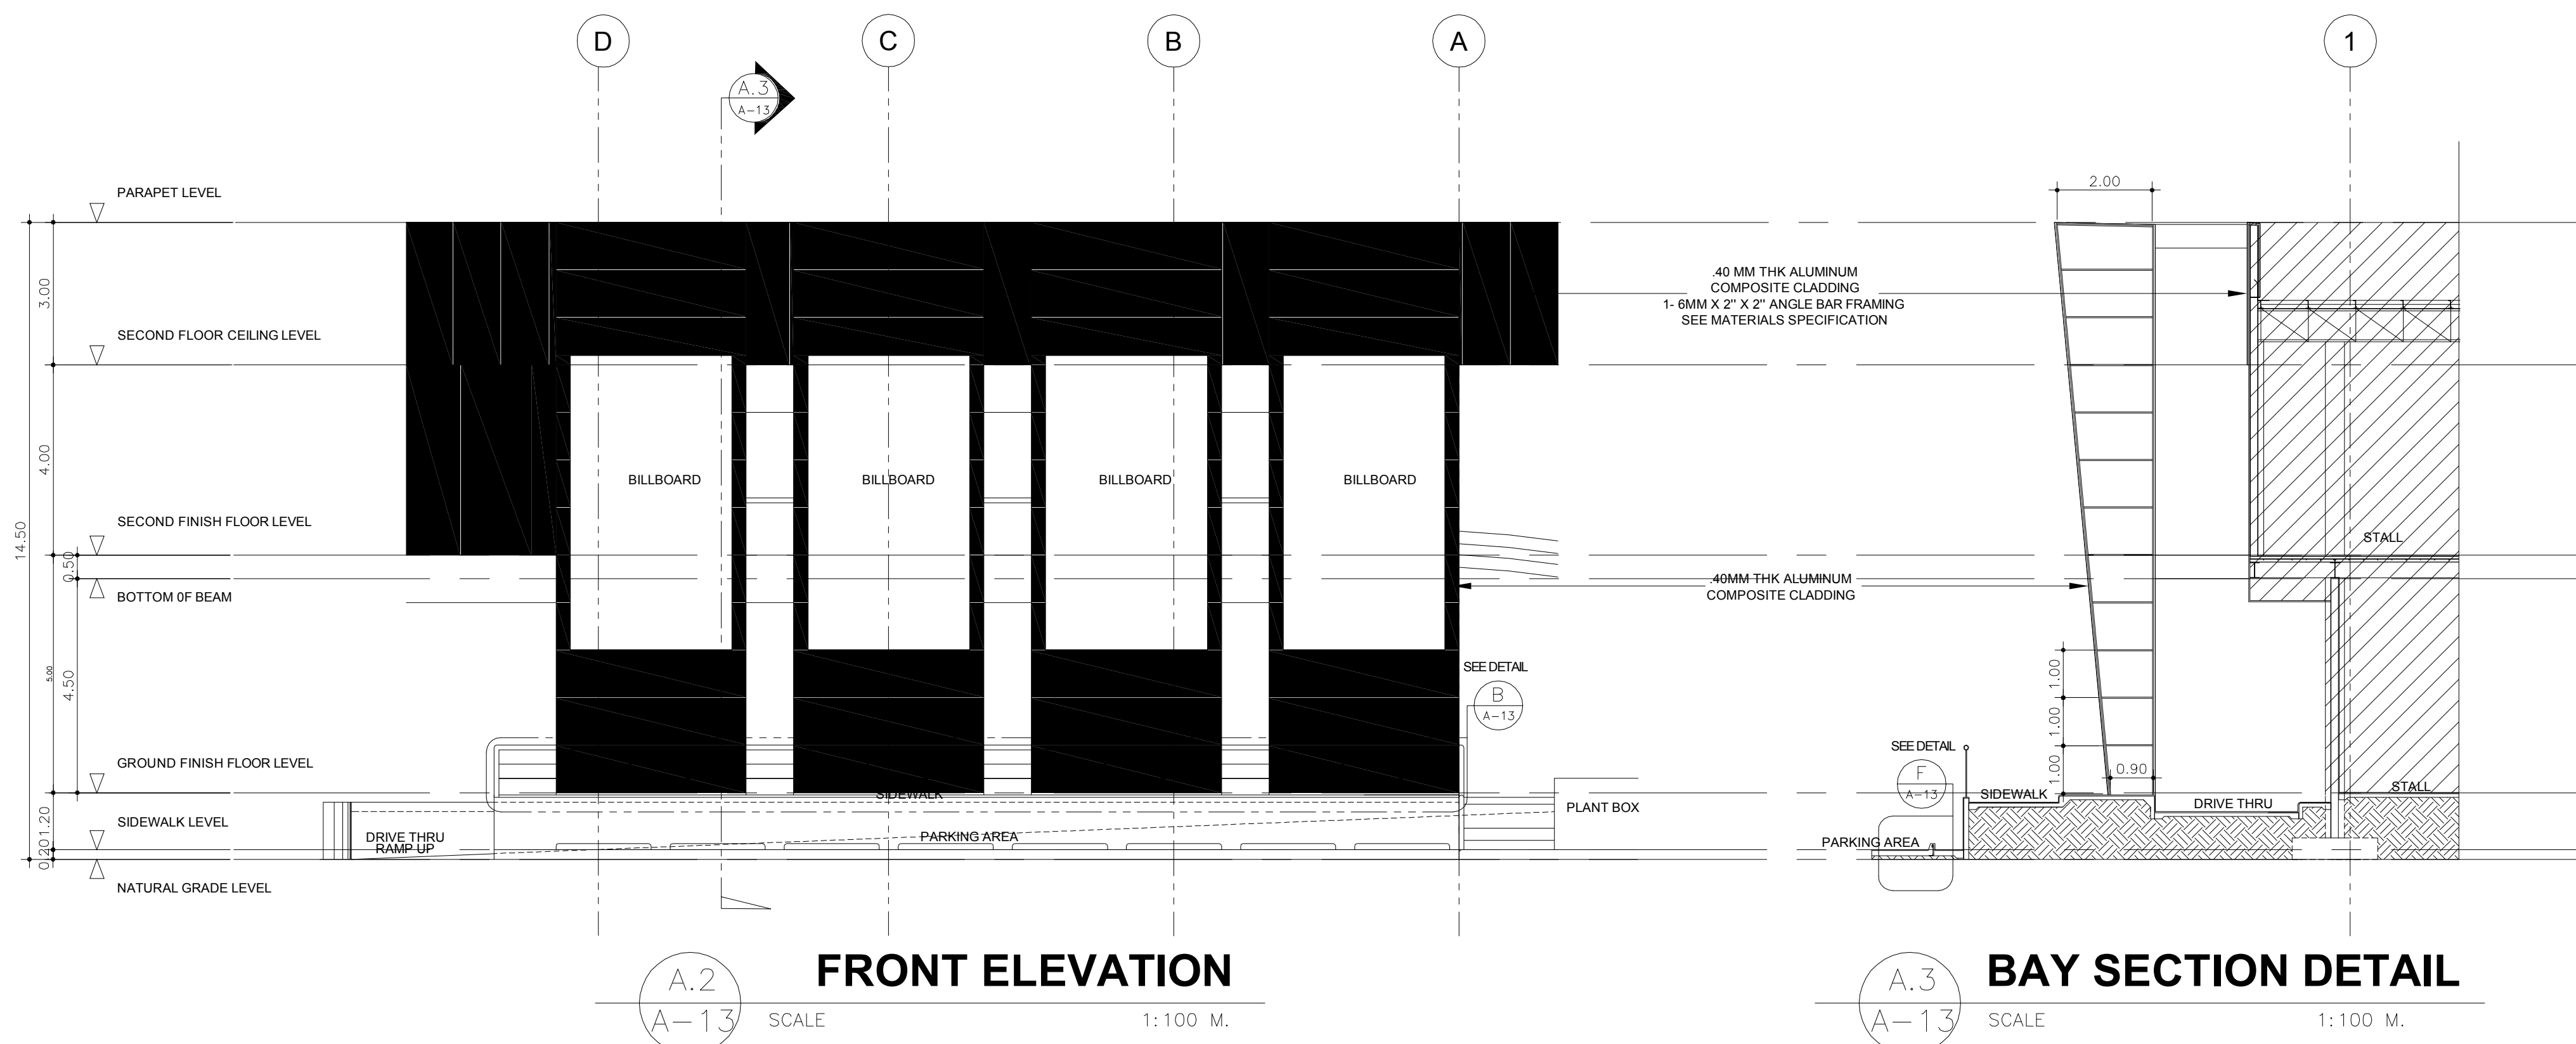 D
C
B
A
1
A.3
A-13
PARAPET LEVEL
SECOND FLOOR CEILING LEVEL
SECOND FINISH FLOOR LEVEL
BOTTOM 0F BEAM
GROUND FINISH FLOOR LEVEL
SIDEWALK LEVEL
NATURAL GRADE LEVEL
14.50
3.00
4.00
0.50
5.00
4.50
1.20
0.20
BILLBOARD
BILLBOARD
BILLBOARD
BILLBOARD
SIDEWALK
DRIVE THRU
RAMP UP
PARKING AREA
PLANT BOX
SEE DETAIL
B
A-13
.40 MM THK ALUMINUM
COMPOSITE CLADDING
1- 6MM X 2" X 2" ANGLE BAR FRAMING
SEE MATERIALS SPECIFICATION
.40MM THK ALUMINUM
COMPOSITE CLADDING
2.00
1.00
1.00
1.00
0.90
SEE DETAIL
F
A-13
SIDEWALK
PARKING AREA
DRIVE THRU
STALL
STALL
A.2
A-13
FRONT ELEVATION
SCALE
1:100 M.
A.3
A-13
BAY SECTION DETAIL
SCALE
1:100 M.